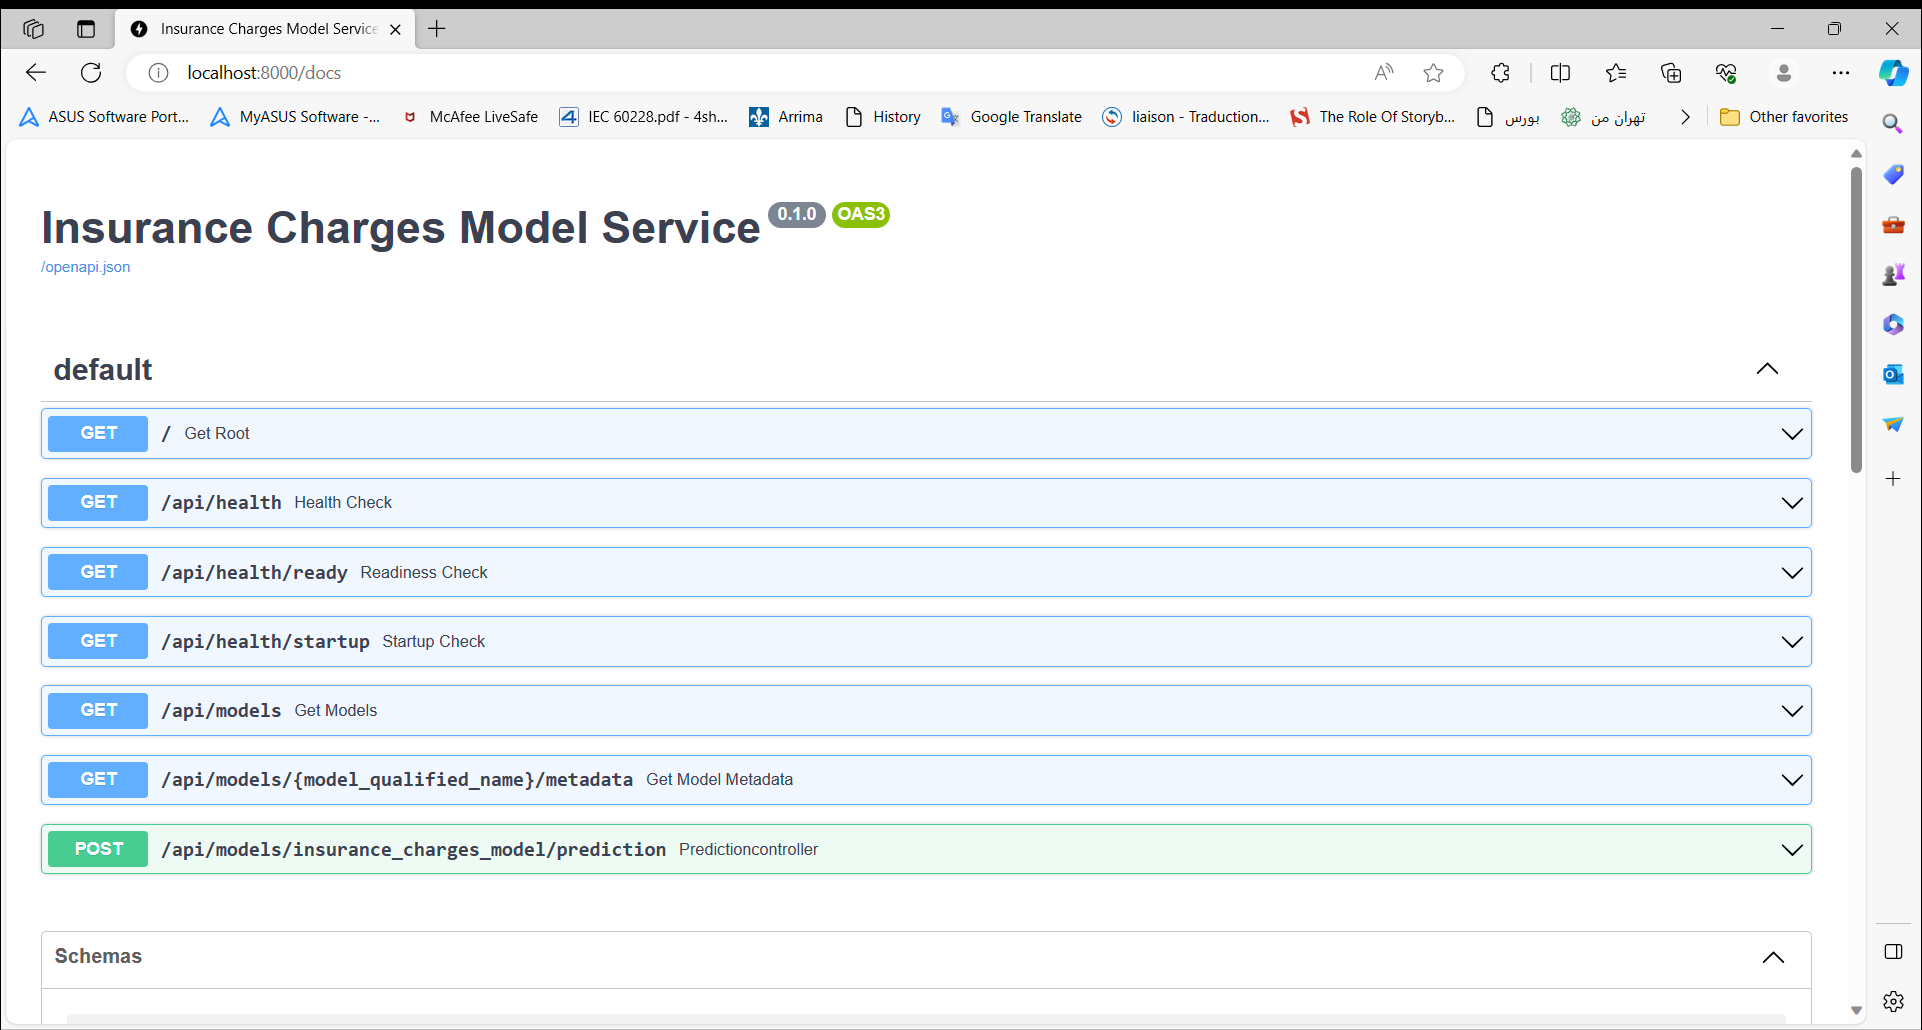 Insurance Charges Model Service
localhost:8000/docs
ASUS Software Port...
MyASUS Software -...
McAfee LiveSafe
IEC 60228.pdf - 4sh...
Arrima
History
Google Translate
liaison - Traduction...
The Role Of Storyb...
بورس
تهران من
Other favorites
Insurance Charges Model Service 0.1.0 OAS3
/openapi.json
default
GET / Get Root
GET /api/health Health Check
GET /api/health/ready Readiness Check
GET /api/health/startup Startup Check
GET /api/models Get Models
GET /api/models/{model_qualified_name}/metadata Get Model Metadata
POST /api/models/insurance_charges_model/prediction Predictioncontroller
Schemas